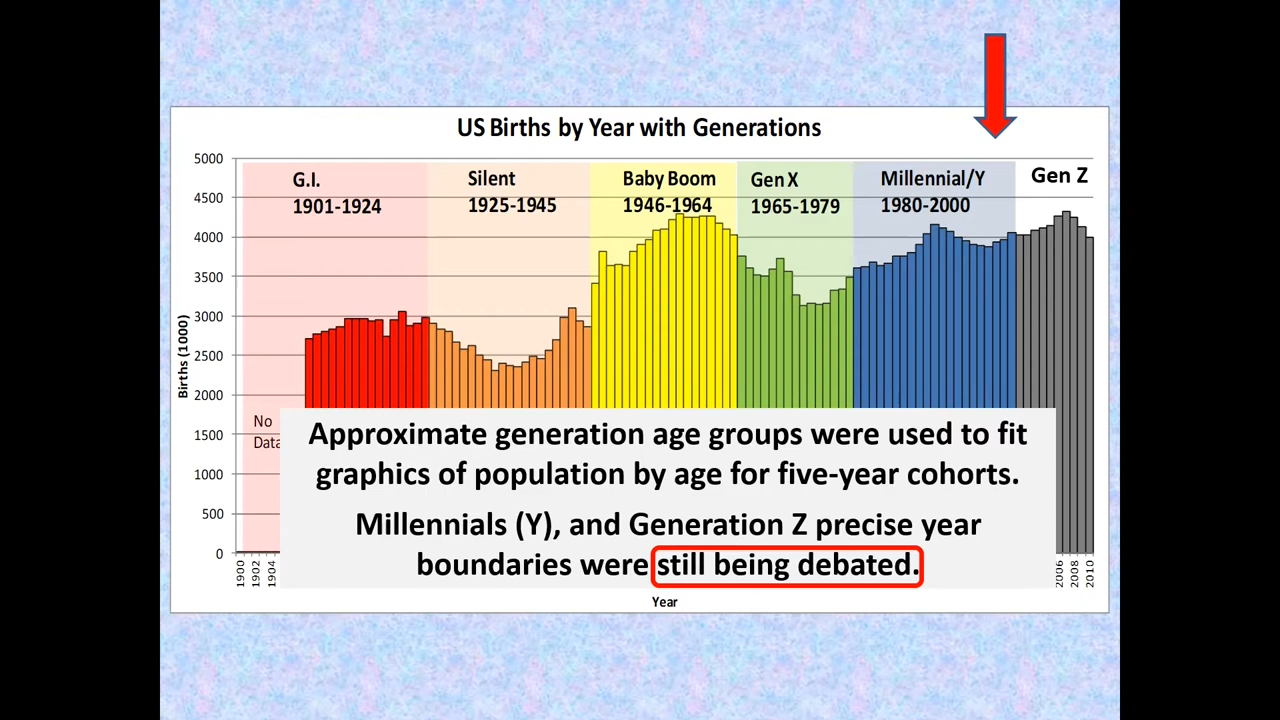 US Births by Year with Generations
5000
4500
4000
3500
3000
2500
2000
1500
1000
500
0
Births (1000)
G.I.
1901-1924
Silent
1925-1945
Baby Boom
1946-1964
Gen X
1965-1979
Millennial/Y
1980-2000
Gen Z
No
Data
Approximate generation age groups were used to fit
graphics of population by age for five-year cohorts.
Millennials (Y), and Generation Z precise year
boundaries were still being debated.
1900
1902
1904
2006
2008
2010
Year